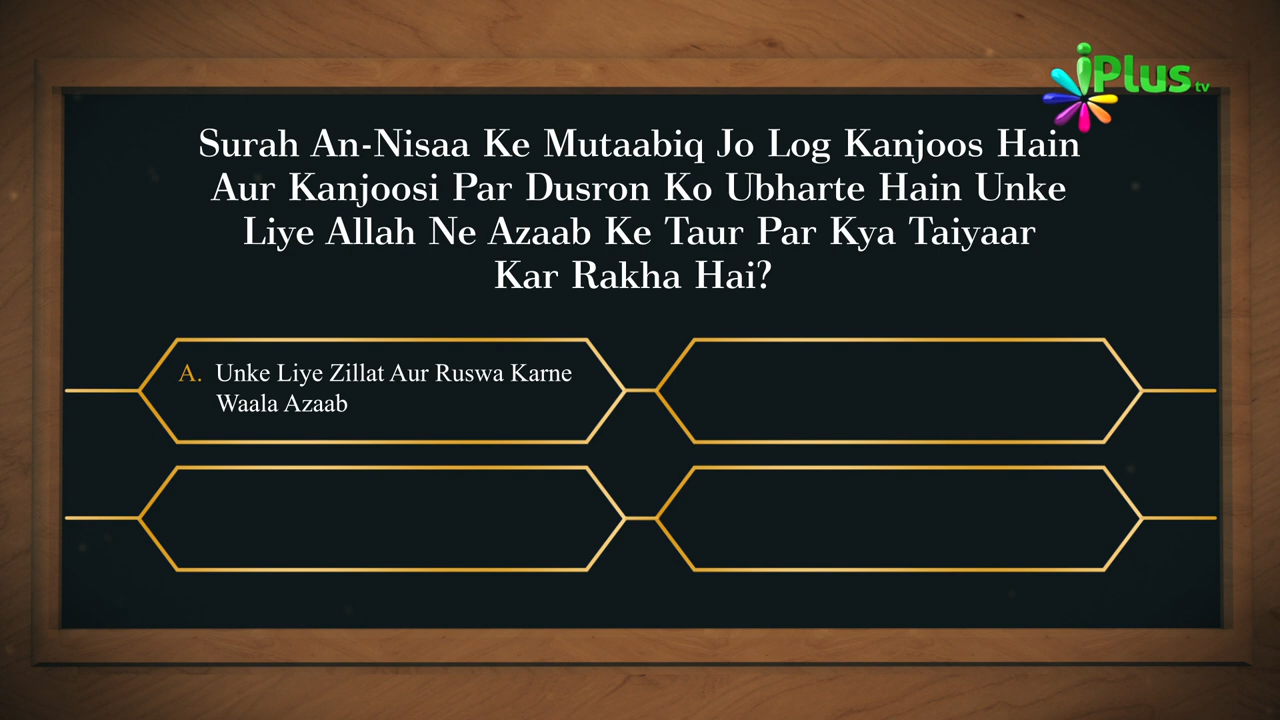 iPlus tv
Surah An-Nisaa Ke Mutaabiq Jo Log Kanjoos Hain
Aur Kanjoosi Par Dusron Ko Ubharte Hain Unke
Liye Allah Ne Azaab Ke Taur Par Kya Taiyaar
Kar Rakha Hai?
A. Unke Liye Zillat Aur Ruswa Karne
Waala Azaab